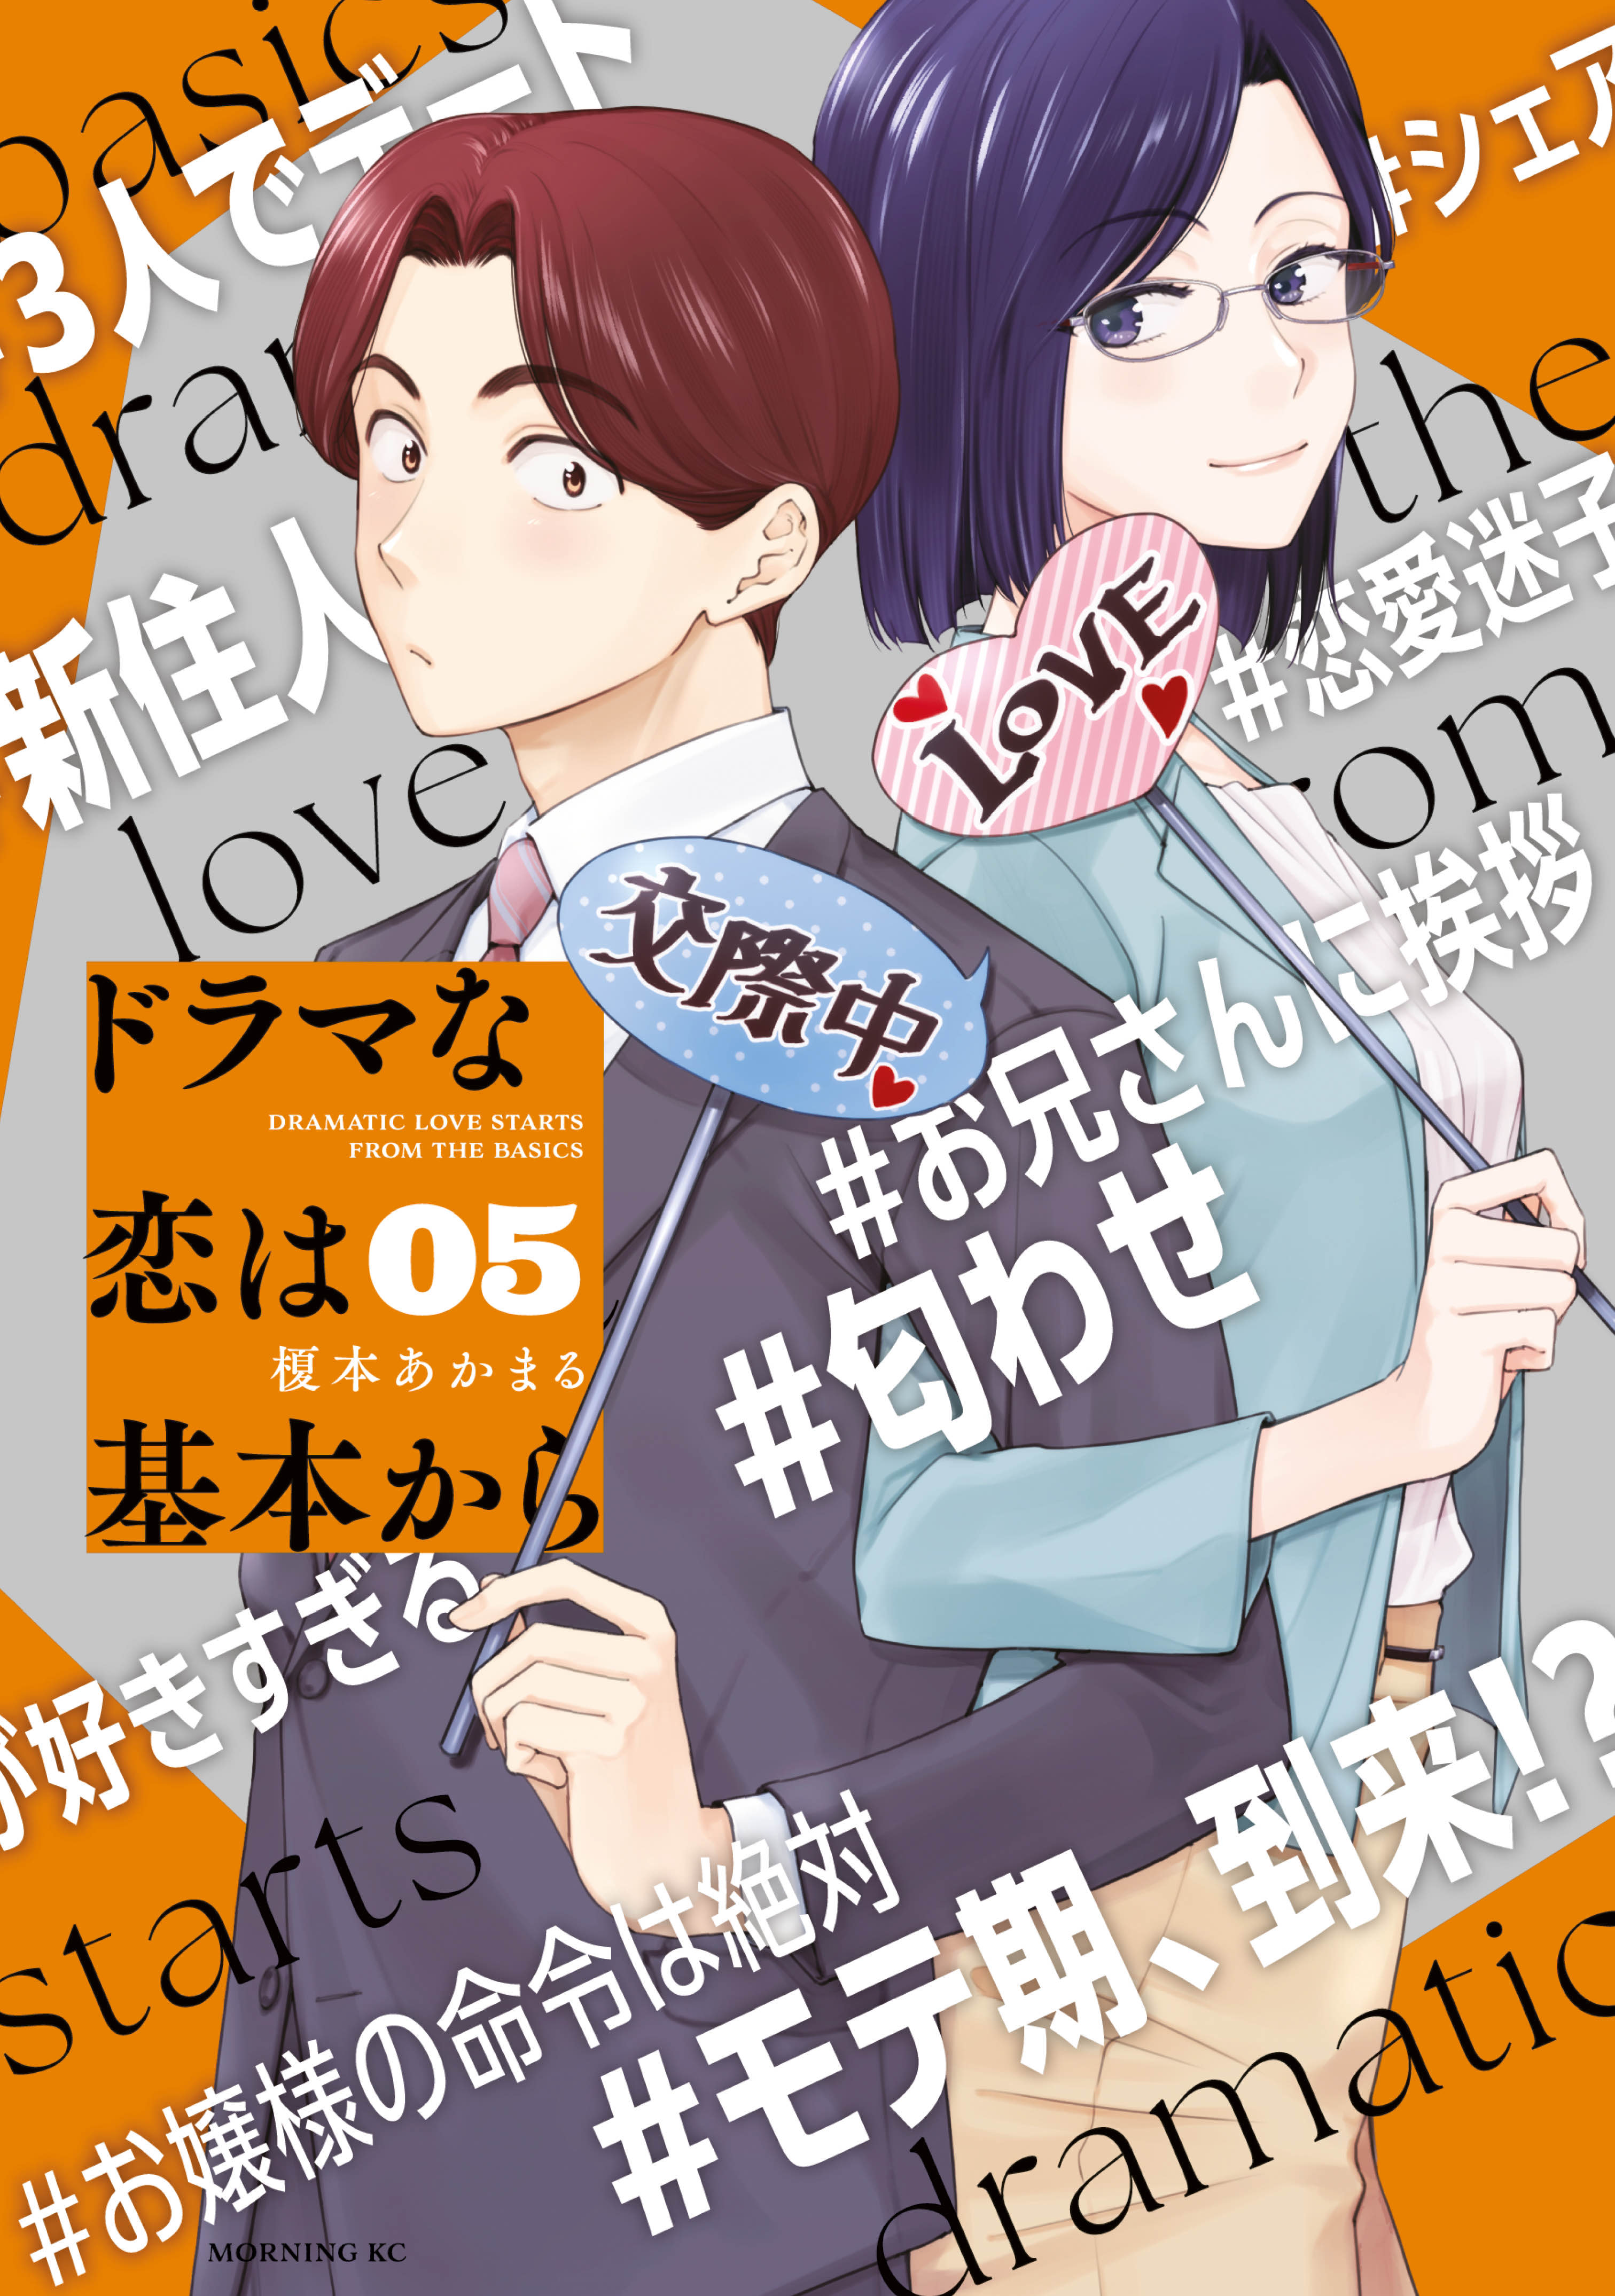 basics
#3人でデート
#シェア
dra
the
新住人
#恋愛迷子
love
LOVE
rom
交際中
#お兄さんに挨拶
#匂わせ
ドラマな
DRAMATIC LOVE STARTS
FROM THE BASICS
恋は05
榎本あかまる
基本から
が好きすぎる
starts
#お嬢様の命令は絶対
#モテ期、到来!?
dramatic
MORNING KC